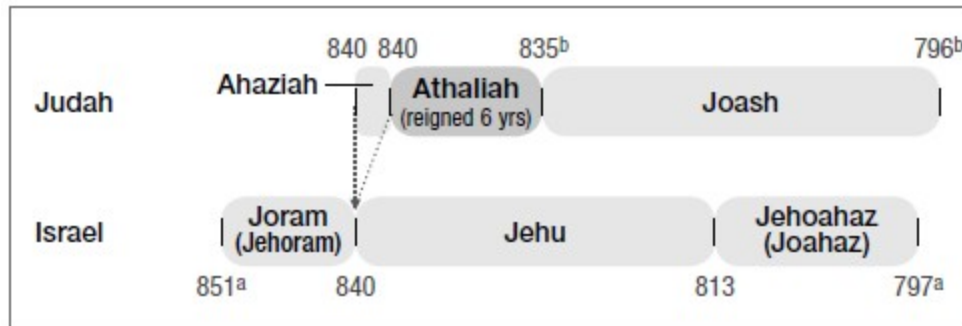 840 840 835ᵇ 796ᵇ
Judah Ahaziah Athaliah Joash
(reigned 6 yrs)
Israel Joram Jehu Jehoahaz
(Jehoram) (Joahaz)
851ᵃ 840 813 797ᵃ